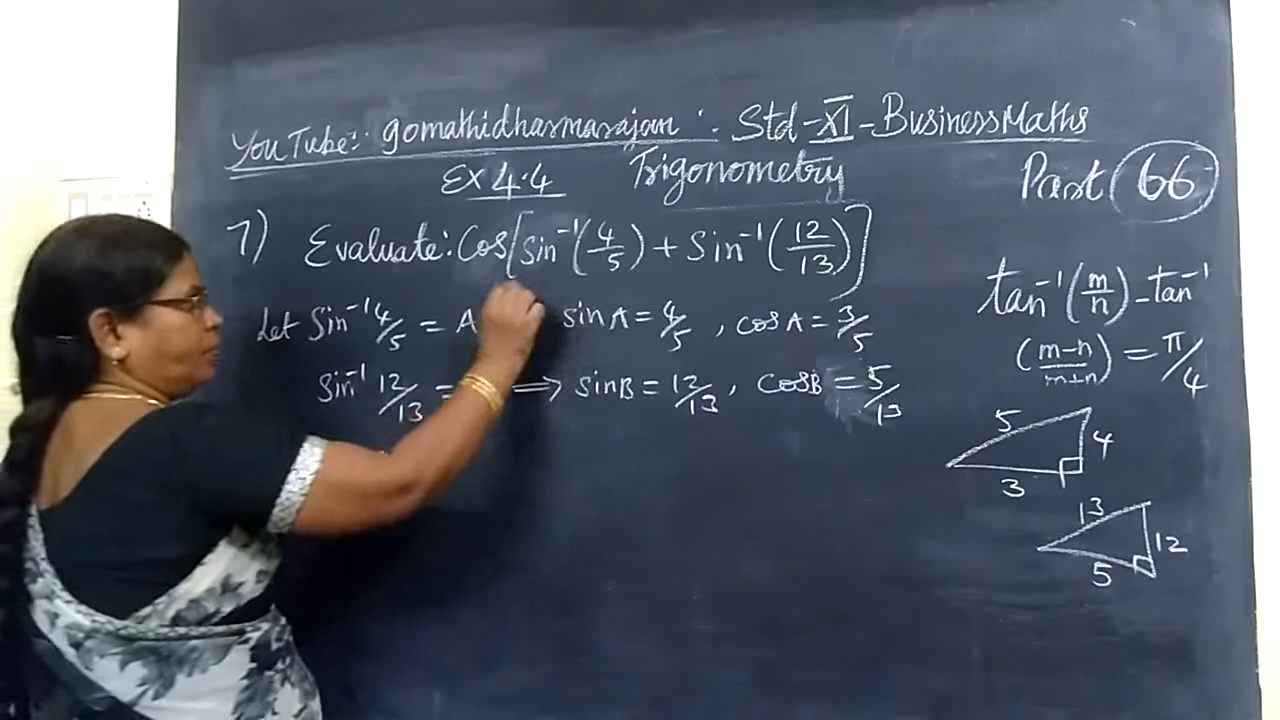 YouTube: gomathidharmarajan: Std-XI-Business Maths
Ex 4.4 Trigonometry Part 66
7) Evaluate: Cos[Sin⁻¹(4/5) + Sin⁻¹(12/13)]
Let Sin⁻¹ 4/5 = A sin A = 4/5, cos A = 3/5
Sin⁻¹ 12/13 = ⟹ sin B = 12/13, cos B = 5/13
tan⁻¹(m/n) - tan⁻¹
(m-n/m+n) = π/4
5
4
3
13
12
5